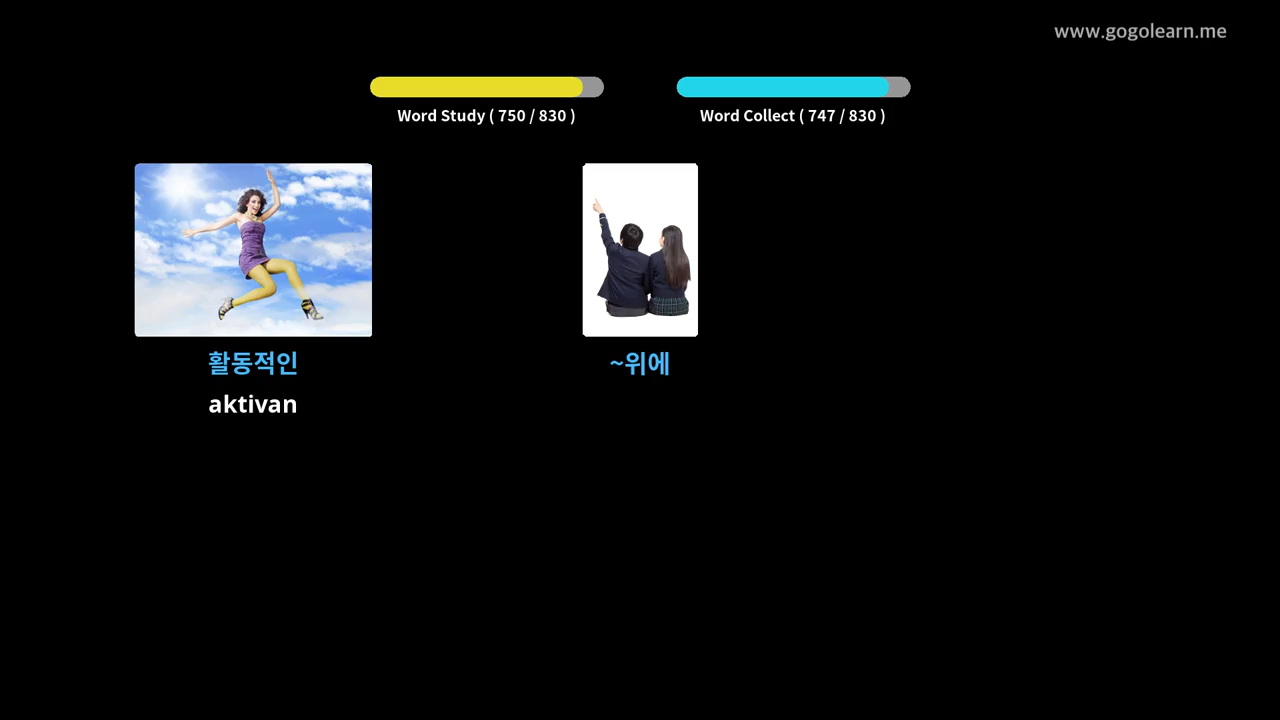 www.gogolearn.me
Word Study ( 750 / 830 )
Word Collect ( 747 / 830 )
활동적인
~위에
aktivan